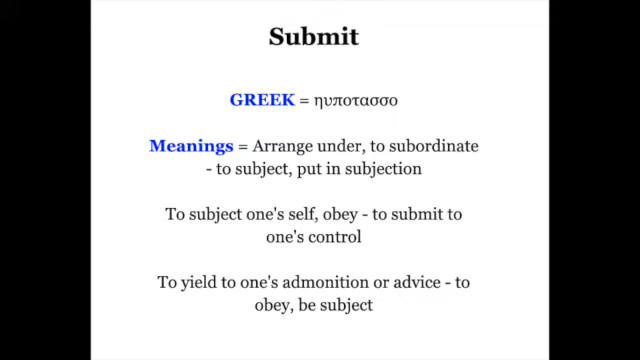 Submit
GREEK = ηυποτασσο
Meanings = Arrange under, to subordinate
- to subject, put in subjection
To subject one's self, obey - to submit to
one's control
To yield to one's admonition or advice - to
obey, be subject